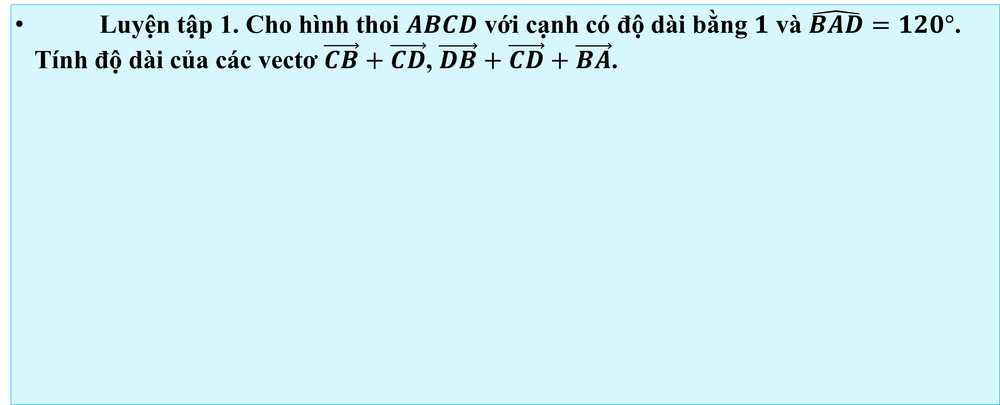 • Luyện tập 1. Cho hình thoi $ABCD$ với cạnh có độ dài bằng 1 và $\widehat{BAD} = 120°$.
Tính độ dài của các vectơ $\overrightarrow{CB} + \overrightarrow{CD}, \overrightarrow{DB} + \overrightarrow{CD} + \overrightarrow{BA}$.